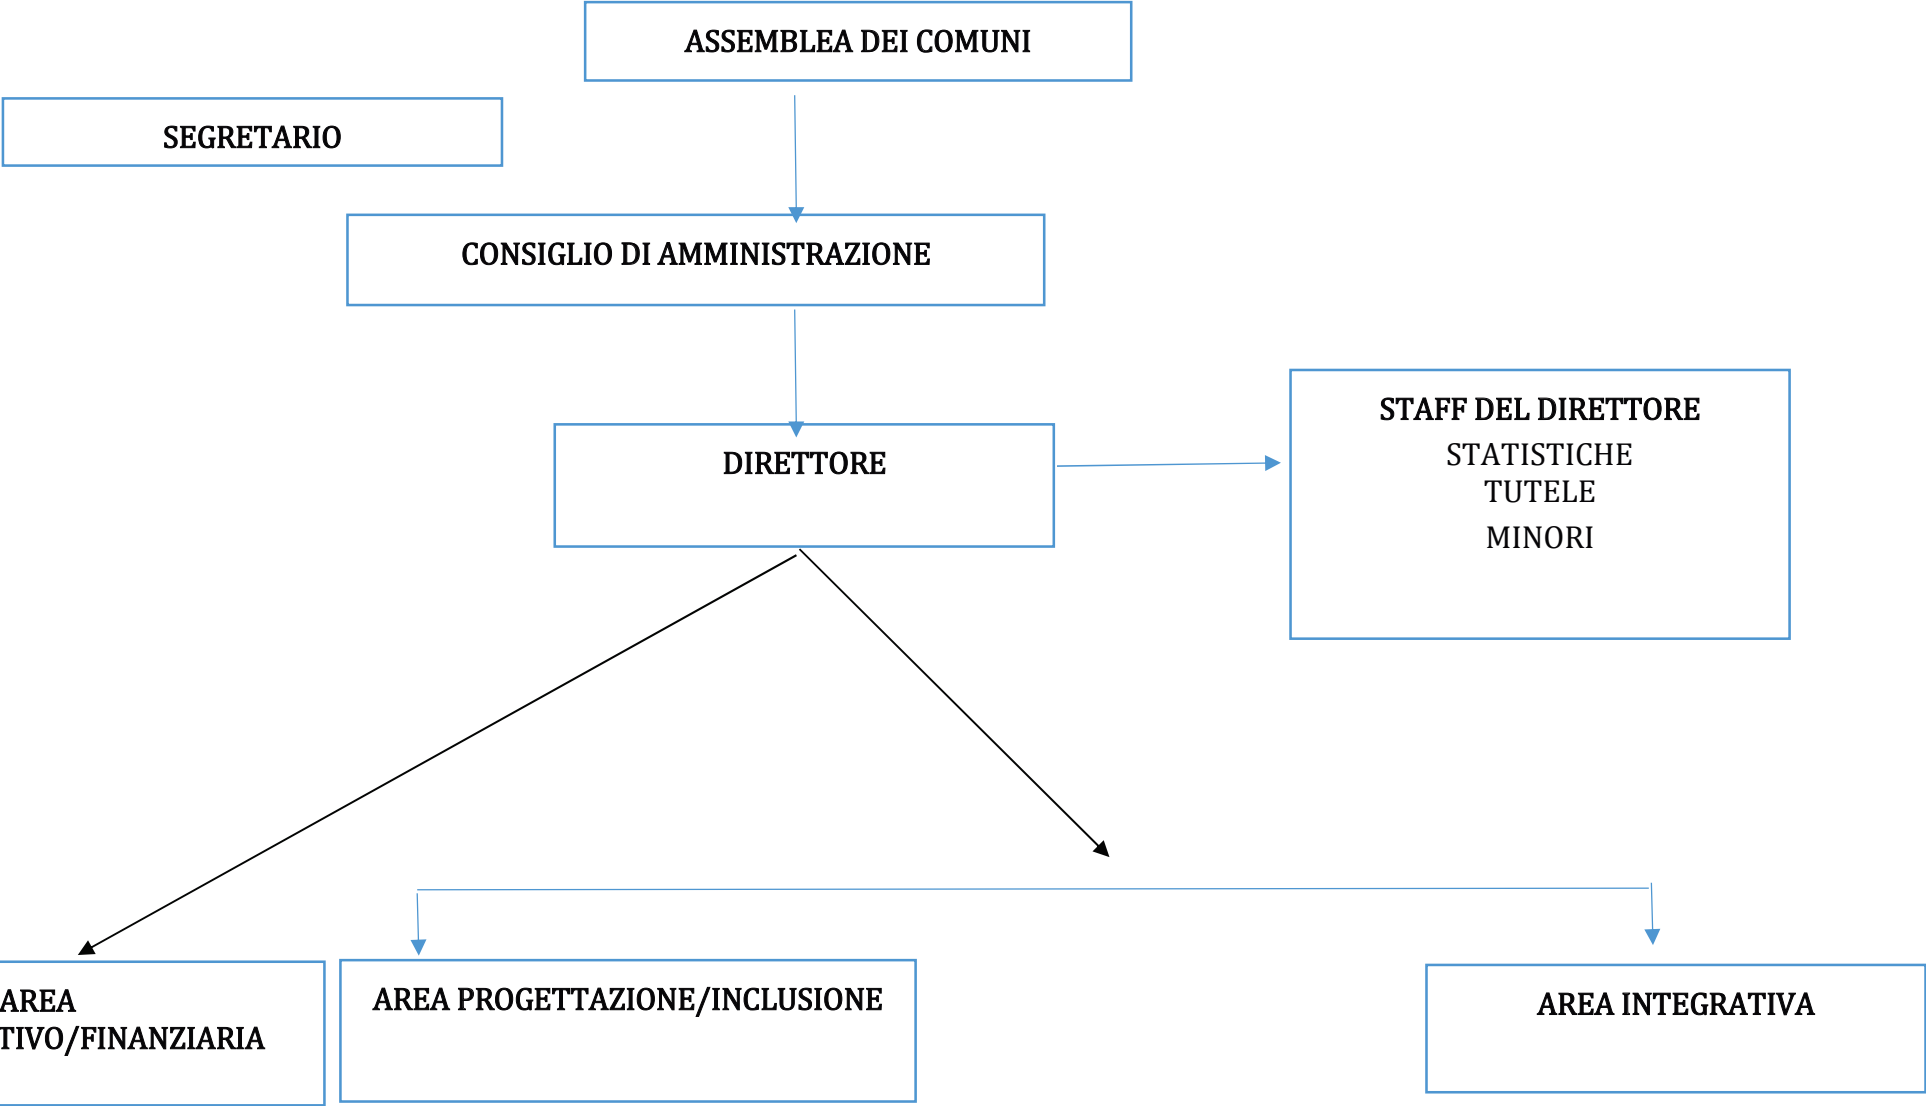 ASSEMBLEA DEI COMUNI
SEGRETARIO
CONSIGLIO DI AMMINISTRAZIONE
STAFF DEL DIRETTORE
STATISTICHE
TUTELE
MINORI
DIRETTORE
AREA
TIVO/FINANZIARIA
AREA PROGETTAZIONE/INCLUSIONE
AREA INTEGRATIVA